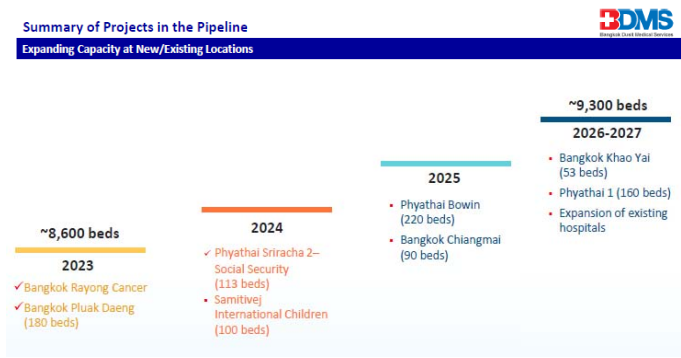 Summary of Projects in the Pipeline
BDMS
Bangkok Dusit Medical Services
Expanding Capacity at New/Existing Locations
~8,600 beds
2023
✓Bangkok Rayong Cancer
✓Bangkok Pluak Daeng
(180 beds)
2024
✓ Phyathai Sriracha 2–
Social Security
(113 beds)
▪ Samitivej
International Children
(100 beds)
2025
▪ Phyathai Bowin
(220 beds)
▪ Bangkok Chiangmai
(90 beds)
~9,300 beds
2026-2027
▪ Bangkok Khao Yai
(53 beds)
▪ Phyathai 1 (160 beds)
▪ Expansion of existing
hospitals